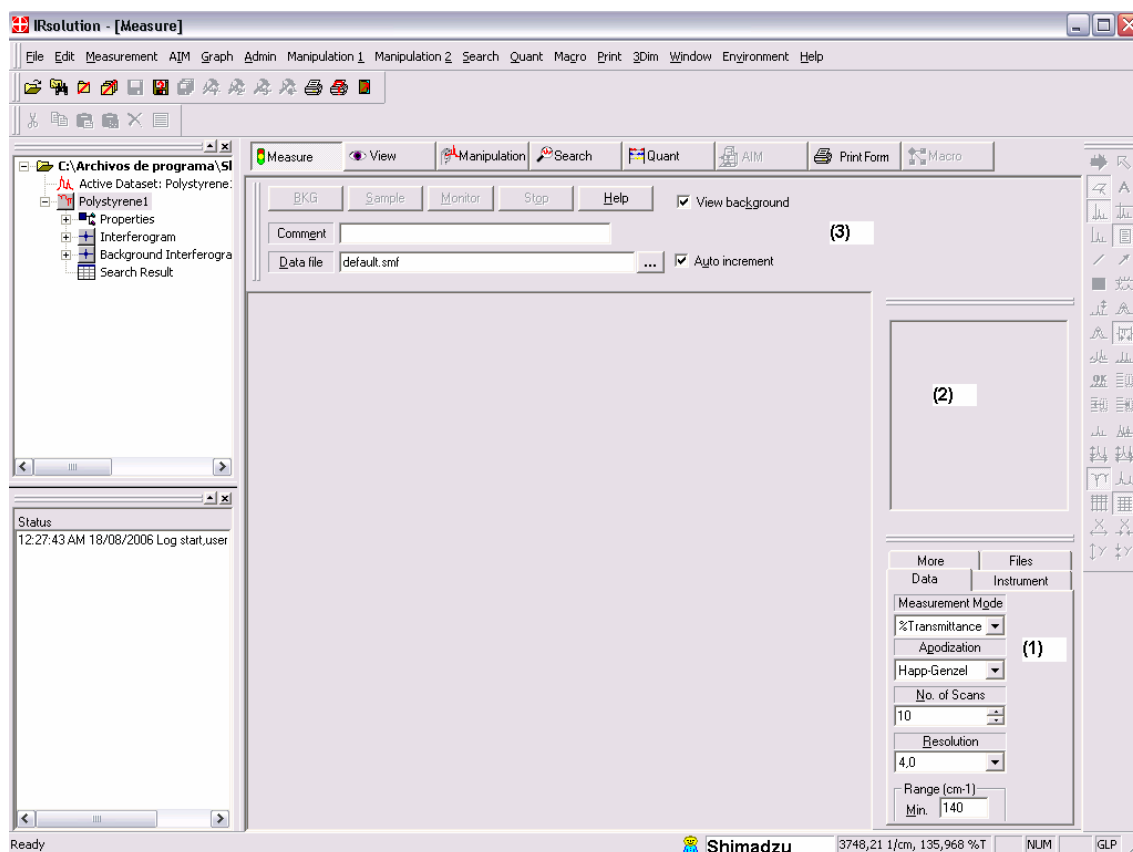 IRsolution - [Measure]
File Edit Measurement AIM Graph Admin Manipulation 1 Manipulation 2 Search Quant Macro Print 3Dim Window Environment Help
C:\Archivos de programa\SI
Active Dataset: Polystyrene:
Polystyrene1
Properties
Interferogram
Background Interferogra
Search Result
Measure View Manipulation Search Quant AIM Print Form Macro
BKG Sample Monitor Stop Help View background
Comment (3)
Data file default.smf ... Auto increment
(2)
Status
12:27:43 AM 18/08/2006 Log start,user
More Files
Data Instrument
Measurement Mode
%Transmittance (1)
Apodization
Happ-Genzel
No. of Scans
10
Resolution
4,0
Range (cm-1)
Min. 140
Ready Shimadzu 3748,21 1/cm, 135,968 %T NUM GLP